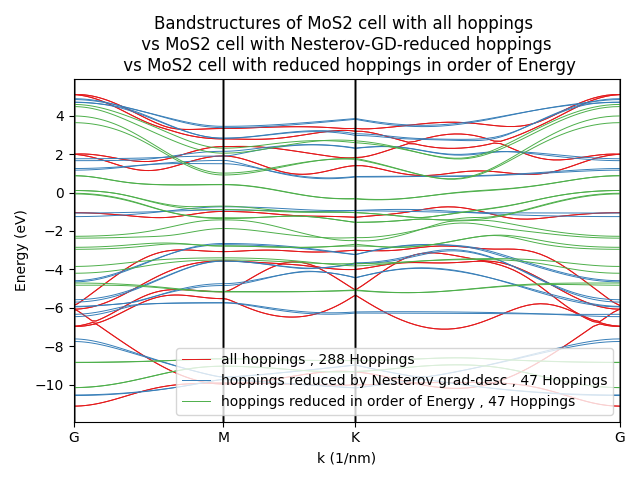 Bandstructures of MoS2 cell with all hoppings
vs MoS2 cell with Nesterov-GD-reduced hoppings
vs MoS2 cell with reduced hoppings in order of Energy
4
2
0
−2
−4
−6
−8
−10
Energy (eV)
all hoppings , 288 Hoppings
hoppings reduced by Nesterov grad-desc , 47 Hoppings
hoppings reduced in order of Energy , 47 Hoppings
G M K G
k (1/nm)